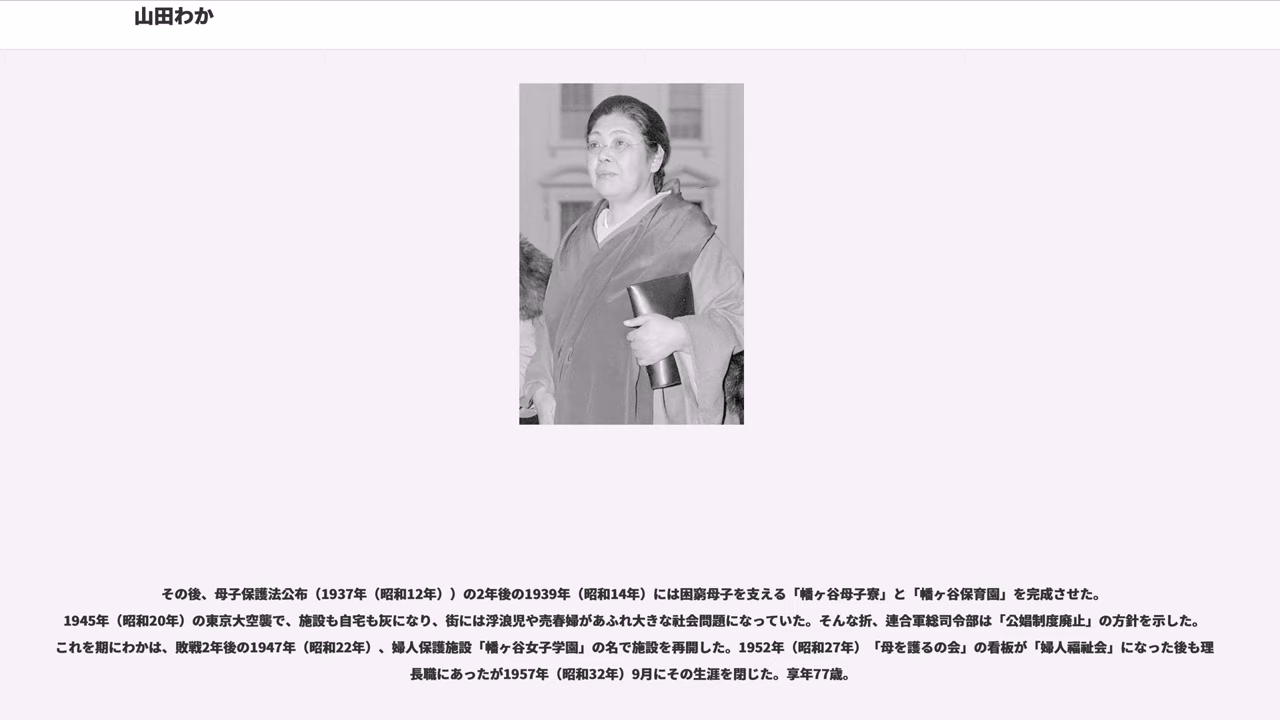 山田わか
その後、母子保護法公布（1937年（昭和12年））の2年後の1939年（昭和14年）には困窮母子を支える「幡ヶ谷母子寮」と「幡ヶ谷保育園」を完成させた。
1945年（昭和20年）の東京大空襲で、施設も自宅も灰になり、街には浮浪児や売春婦があふれ大きな社会問題になっていた。そんな折、連合軍総司令部は「公娼制度廃止」の方針を示した。
これを期にわかは、敗戦2年後の1947年（昭和22年）、婦人保護施設「幡ヶ谷女子学園」の名で施設を再開した。1952年（昭和27年）「母を護るの会」の看板が「婦人福祉会」になった後も理
長職にあったが1957年（昭和32年）9月にその生涯を閉じた。享年77歳。